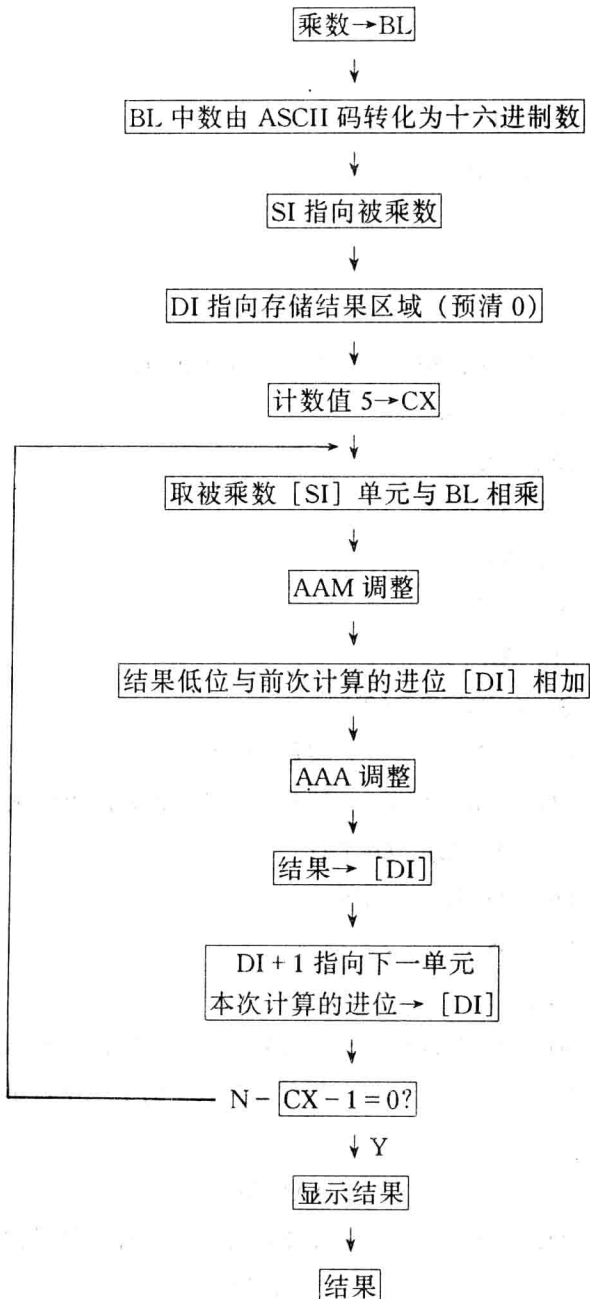 乘数→BL
BL 中数由 ASCII 码转化为十六进制数
SI 指向被乘数
DI 指向存储结果区域（预清 0）
计数值 5→CX
取被乘数［SI］单元与 BL 相乘
AAM 调整
结果低位与前次计算的进位［DI］相加
AAA 调整
结果→［DI］
DI + 1 指向下一单元
本次计算的进位→［DI］
N - CX - 1 = 0?
Y
显示结果
结果